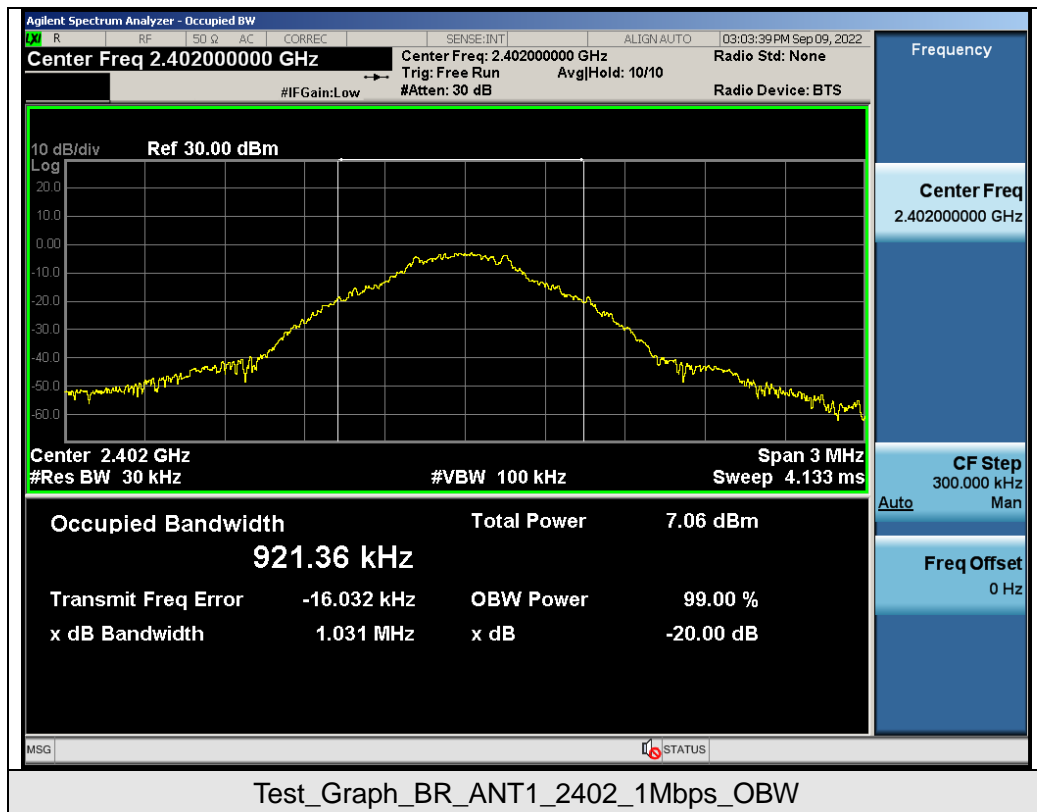 Agilent Spectrum Analyzer - Occupied BW
LXI R RF 50 Ω AC CORREC SENSE:INT ALIGN AUTO 03:03:39 PM Sep 09, 2022
Center Freq 2.402000000 GHz
Center Freq: 2.402000000 GHz Radio Std: None
Trig: Free Run Avg|Hold: 10/10
#IFGain:Low #Atten: 30 dB Radio Device: BTS
Frequency
10 dB/div Ref 30.00 dBm
Log
20.0
10.0
0.00
-10.0
-20.0
-30.0
-40.0
-50.0
-60.0
Center 2.402 GHz Span 3 MHz
#Res BW 30 kHz #VBW 100 kHz Sweep 4.133 ms
Center Freq
2.402000000 GHz
CF Step
300.000 kHz
Auto Man
Freq Offset
0 Hz
Occupied Bandwidth Total Power 7.06 dBm
921.36 kHz
Transmit Freq Error -16.032 kHz OBW Power 99.00 %
x dB Bandwidth 1.031 MHz x dB -20.00 dB
MSG STATUS
Test_Graph_BR_ANT1_2402_1Mbps_OBW